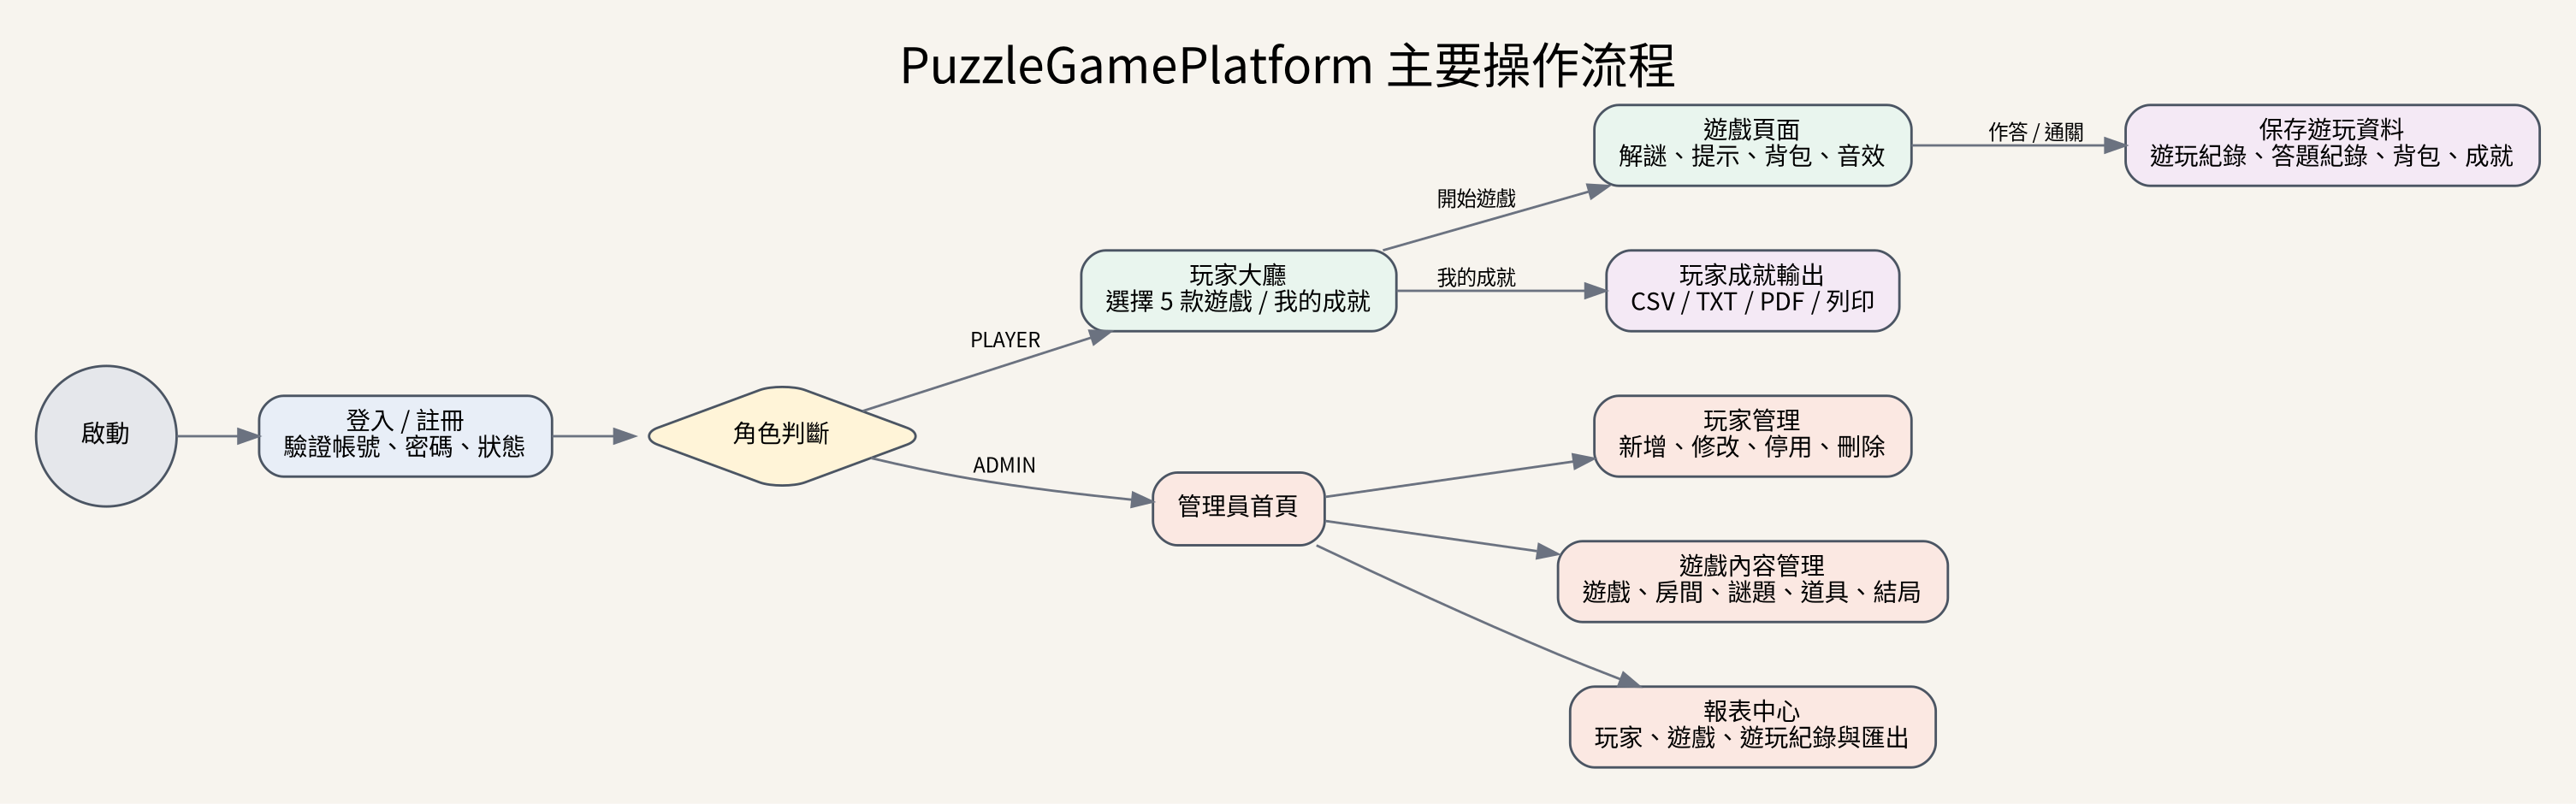 PuzzleGamePlatform 主要操作流程
啟動
登入 / 註冊
驗證帳號、密碼、狀態
角色判斷
PLAYER
玩家大廳
選擇 5 款遊戲 / 我的成就
開始遊戲
遊戲頁面
解謎、提示、背包、音效
作答 / 通關
保存遊玩資料
遊玩紀錄、答題紀錄、背包、成就
我的成就
玩家成就輸出
CSV / TXT / PDF / 列印
ADMIN
管理員首頁
玩家管理
新增、修改、停用、刪除
遊戲內容管理
遊戲、房間、謎題、道具、結局
報表中心
玩家、遊戲、遊玩紀錄與匯出